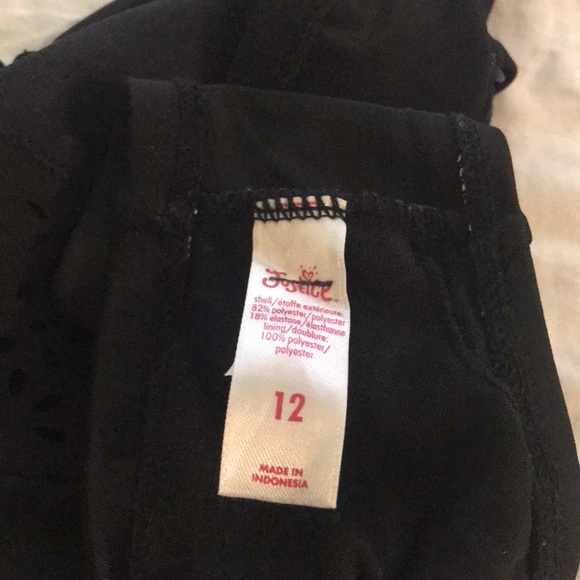 Justice
shell/étoffe extérieure:
82% polyester/polyester
18% elastane/élasthanne
lining/doublure:
100% polyester/
polyester
12
MADE IN
INDONESIA